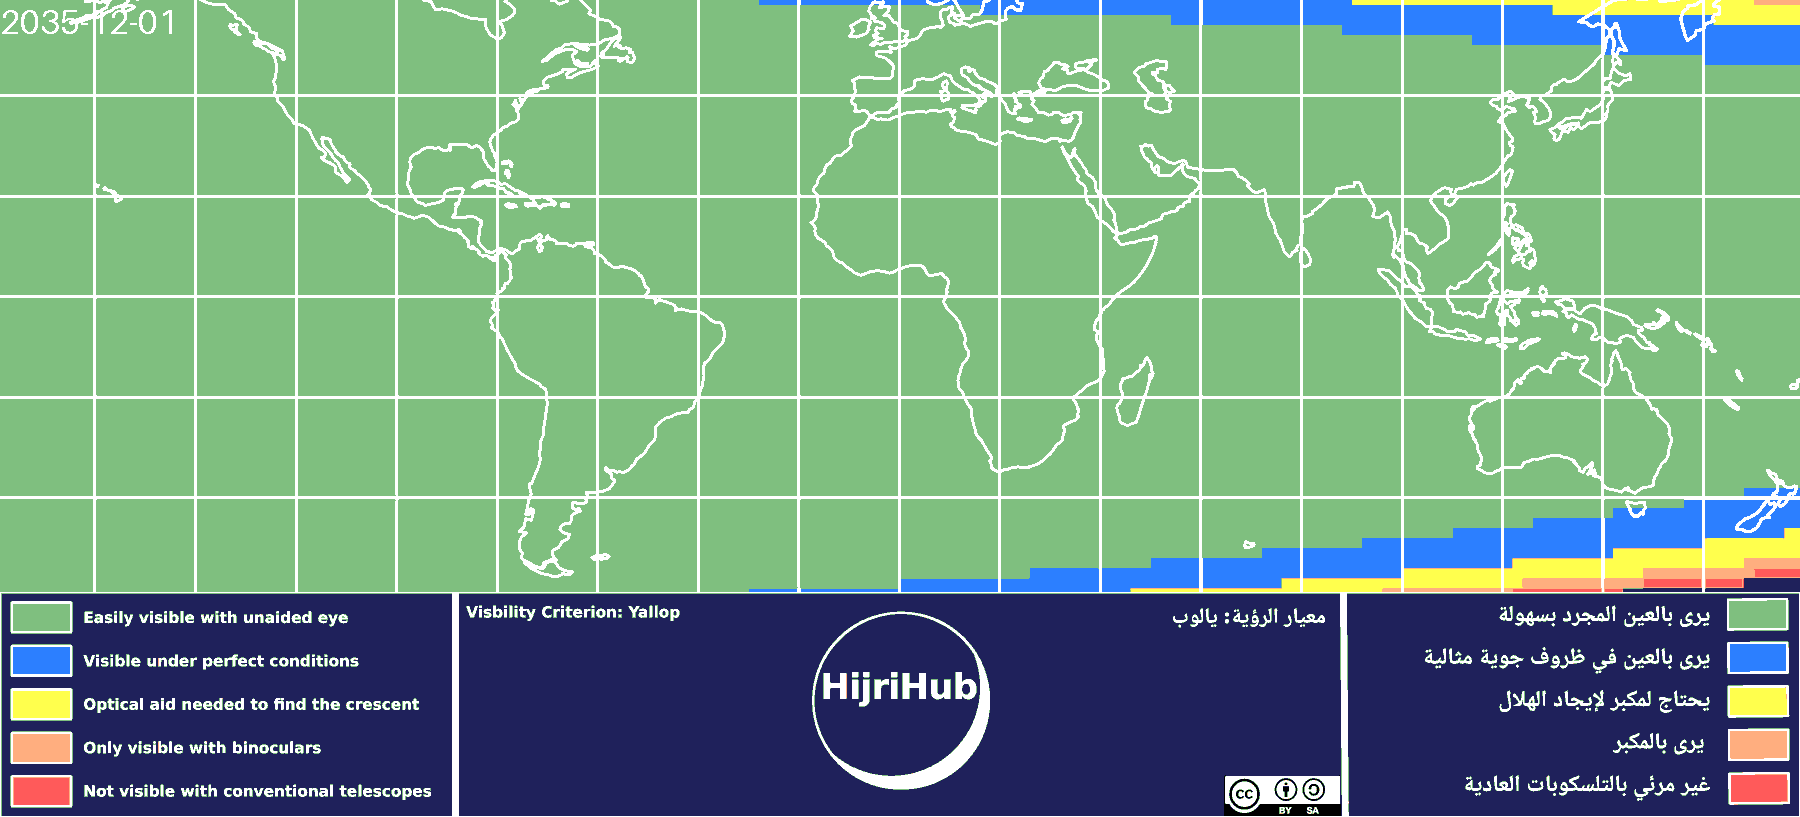 2035-12-01
Easily visible with unaided eye
Visible under perfect conditions
Optical aid needed to find the crescent
Only visible with binoculars
Not visible with conventional telescopes
Visbility Criterion: Yallop
معيار الرؤية: يالوب
HijriHub
cc
BY SA
يرى بالعين المجرد بسهولة
يرى بالعين في ظروف جوية مثالية
يحتاج لمكبر لإيجاد الهلال
يرى بالمكبر
غير مرئي بالتلسكوبات العادية